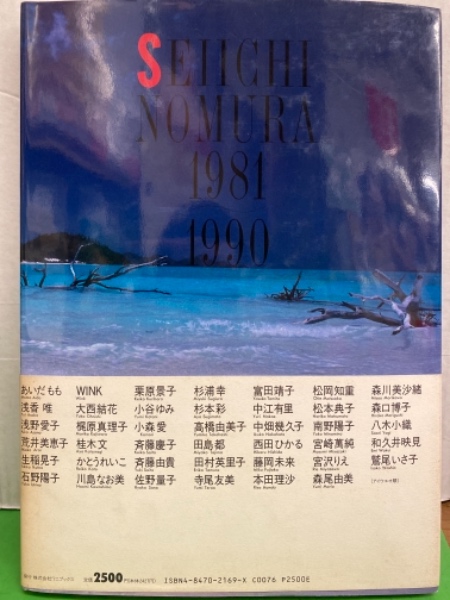 SEIICHI
NOMURA
1981
1990
あいだもも
浅香 唯
浅野愛子
荒井美恵子
生稲晃子
石野陽子
WINK
大西結花
梶原真理子
桂木文
かとうれいこ
川島なお美
栗原景子
小谷ゆみ
小森愛
斉藤慶子
斉藤由貴
佐野量子
杉浦幸
杉本彩
高橋由美子
田島都
田村英里子
寺尾友美
富田靖子
中江有里
中畑幾久子
西田ひかる
藤岡未来
本田理沙
松岡知重
松本典子
南野陽子
宮崎萬純
宮沢りえ
森尾由美
森川美沙緒
森口博子
八木小織
和久井映見
鷲尾いさ子
定価2500円
ISBN4-8470-2169-X C0076 P2500E